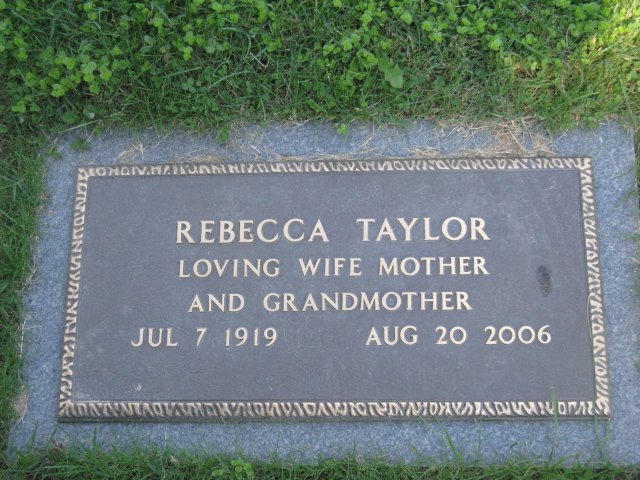 REBECCA TAYLOR
LOVING WIFE MOTHER
AND GRANDMOTHER
JUL 7 1919 AUG 20 2006